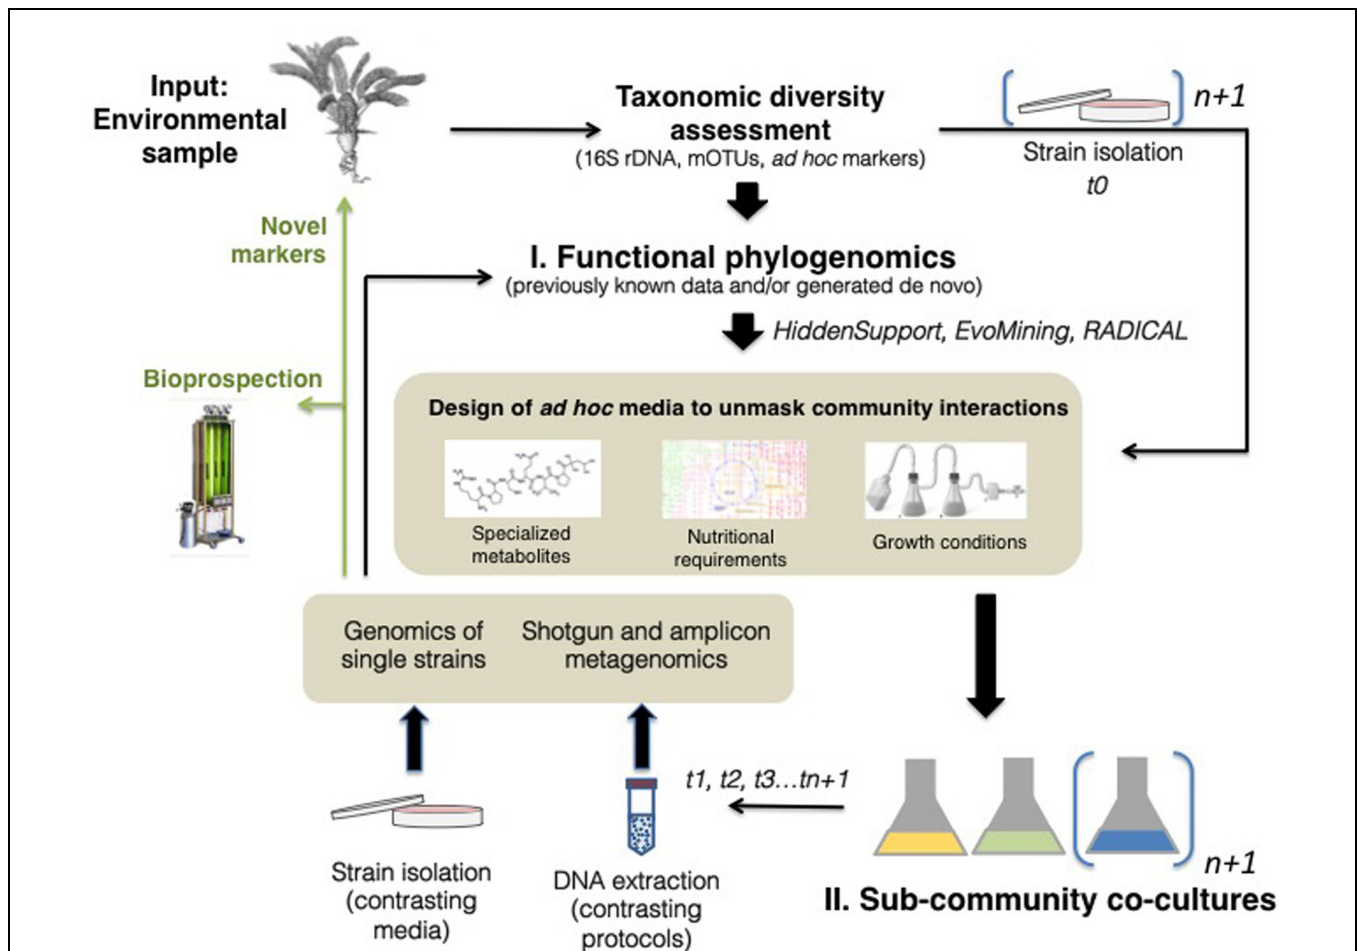 Input:
Environmental
sample
Taxonomic diversity
assessment
(16S rDNA, mOTUs, ad hoc markers)
n+1
Strain isolation
t0
Novel
markers
I. Functional phylogenomics
(previously known data and/or generated de novo)
HiddenSupport, EvoMining, RADICAL
Bioprospection
Design of ad hoc media to unmask community interactions
Specialized
metabolites
Nutritional
requirements
Growth conditions
Genomics of
single strains
Shotgun and amplicon
metagenomics
t1, t2, t3...tn+1
n+1
Strain isolation
(contrasting
media)
DNA extraction
(contrasting
protocols)
II. Sub-community co-cultures